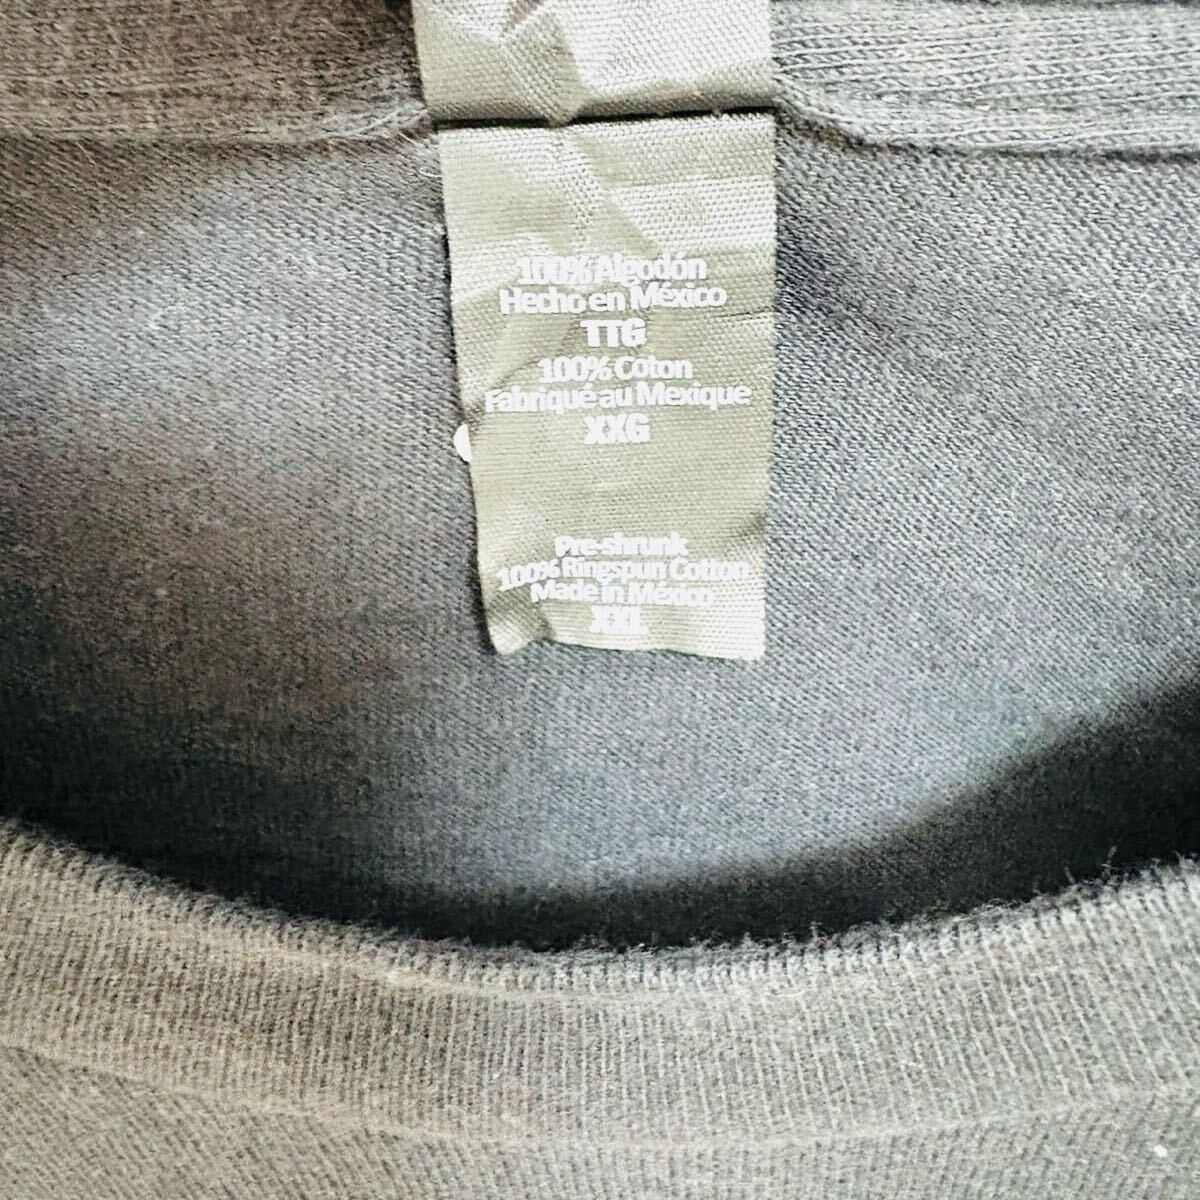 100% Algodón
Hecho en México
TTG
100% Coton
Fabriqué au Mexique
XXG
Pre-shrunk
100% Ringspun Cotton
Made in México
XXL